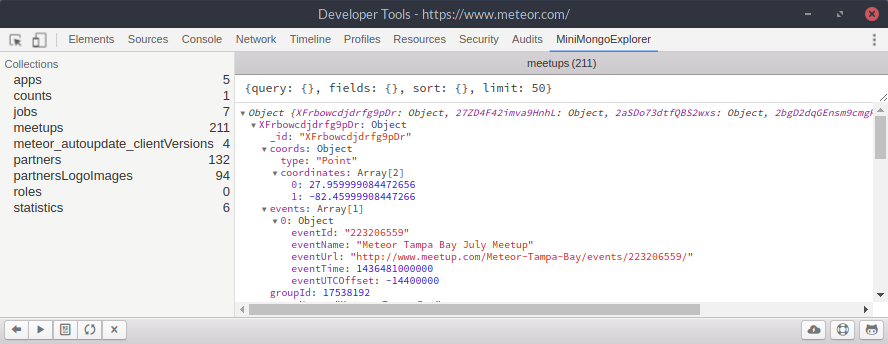 Developer Tools - https://www.meteor.com/
Elements Sources Console Network Timeline Profiles Resources Security Audits MiniMongoExplorer
Collections
apps 5
counts 1
jobs 7
meetups 211
meteor_autoupdate_clientVersions 4
partners 132
partnersLogoImages 94
roles 0
statistics 6
meetups (211)
{query: {}, fields: {}, sort: {}, limit: 50}
Object {XFrbowcdjdrfg9pDr: Object, 27ZD4F42imva9HnhL: Object, 2aSDo73dtfQBS2wxs: Object, 2bgD2dqGEnsm9cmgH
XFrbowcdjdrfg9pDr: Object
_id: "XFrbowcdjdrfg9pDr"
coords: Object
type: "Point"
coordinates: Array[2]
0: 27.959999084472656
1: -82.45999908447266
events: Array[1]
0: Object
eventId: "223206559"
eventName: "Meteor Tampa Bay July Meetup"
eventUrl: "http://www.meetup.com/Meteor-Tampa-Bay/events/223206559/"
eventTime: 1436481000000
eventUTCOffset: -14400000
groupId: 17538192